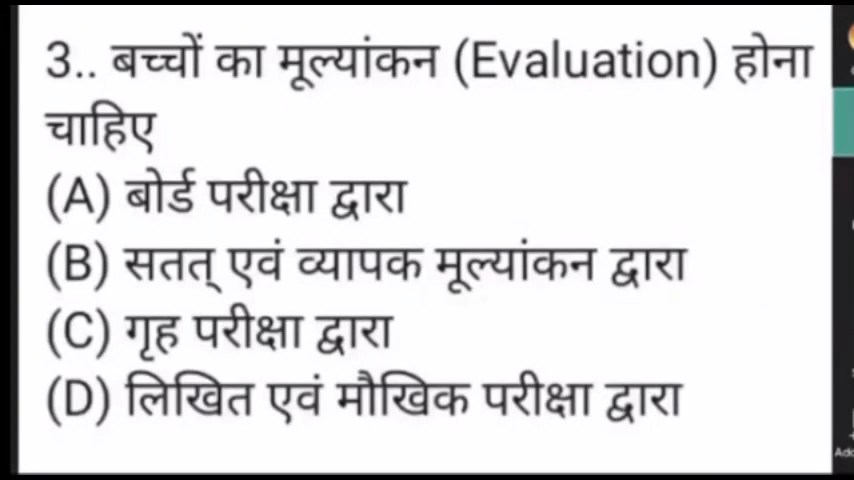 3.. बच्चों का मूल्यांकन (Evaluation) होना
चाहिए
(A) बोर्ड परीक्षा द्वारा
(B) सतत् एवं व्यापक मूल्यांकन द्वारा
(C) गृह परीक्षा द्वारा
(D) लिखित एवं मौखिक परीक्षा द्वारा